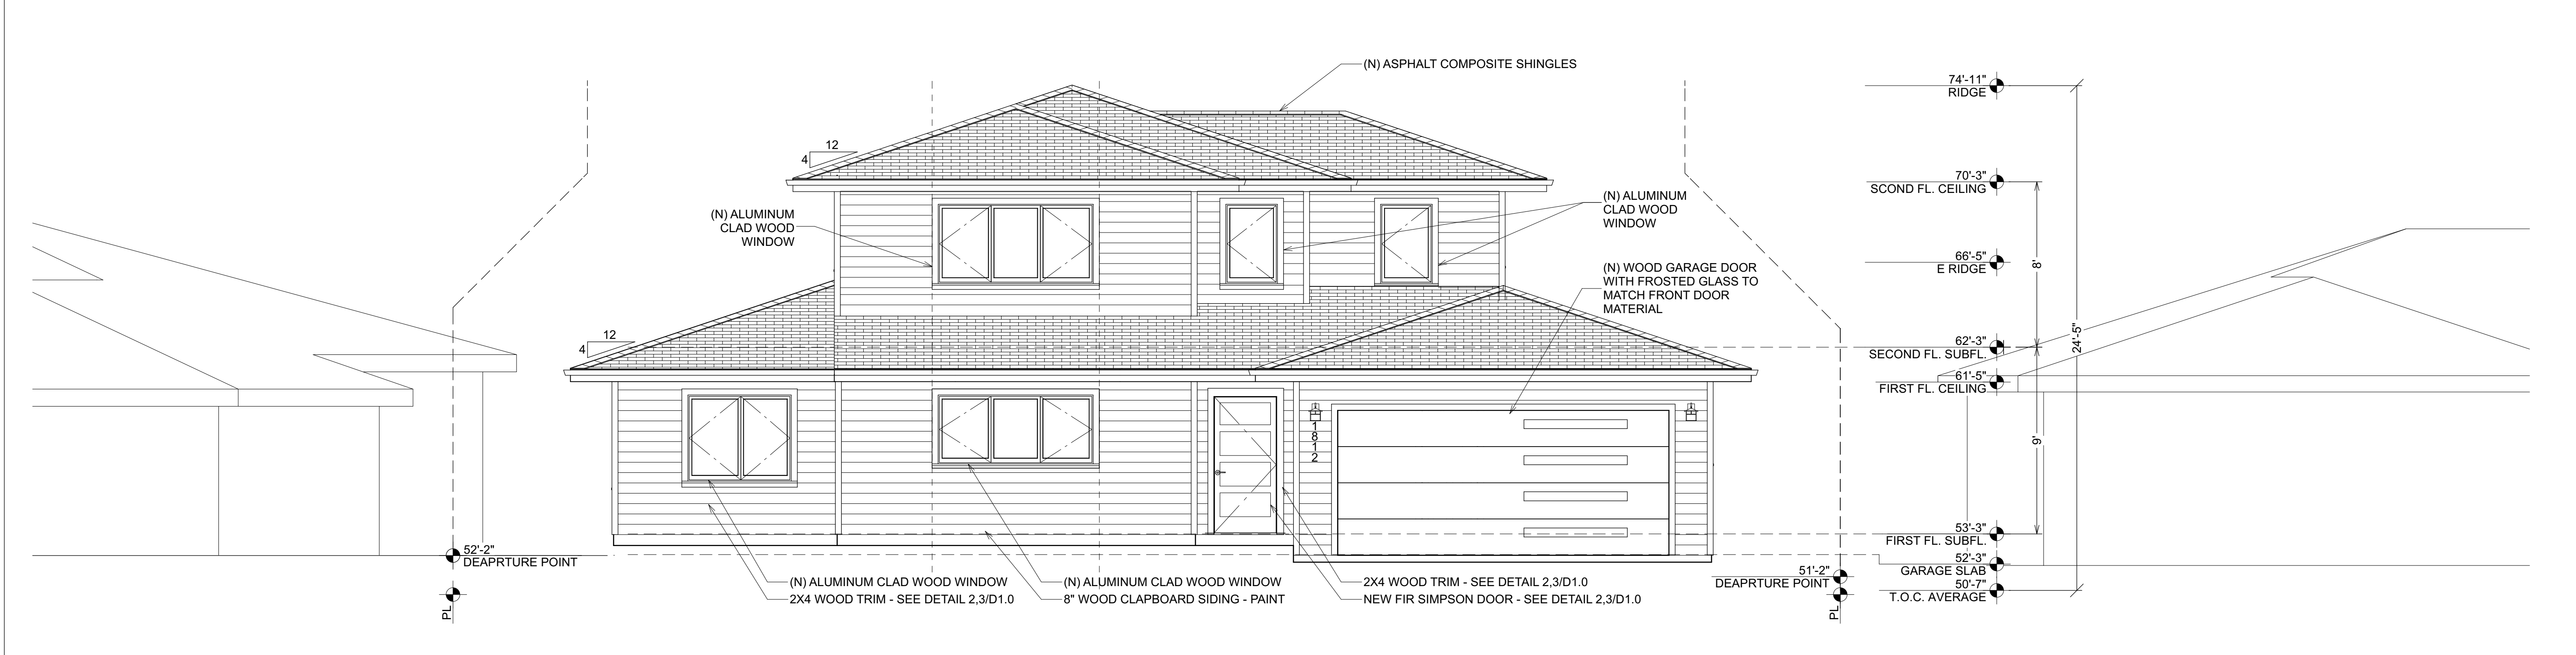 (N) ASPHALT COMPOSITE SHINGLES
74'-11"
RIDGE
12
4
70'-3"
SCOND FL. CEILING
(N) ALUMINUM
CLAD WOOD
WINDOW
(N) ALUMINUM
CLAD WOOD
WINDOW
66'-5"
E RIDGE
8'
(N) WOOD GARAGE DOOR
WITH FROSTED GLASS TO
MATCH FRONT DOOR
MATERIAL
12
4
62'-3"
SECOND FL. SUBFL.
24'-5"
61'-5"
FIRST FL. CEILING
1
8
1
2
9'
53'-3"
FIRST FL. SUBFL.
52'-2"
DEAPRTURE POINT
52'-3"
GARAGE SLAB
51'-2"
DEAPRTURE POINT
50'-7"
T.O.C. AVERAGE
(N) ALUMINUM CLAD WOOD WINDOW
2X4 WOOD TRIM - SEE DETAIL 2,3/D1.0
(N) ALUMINUM CLAD WOOD WINDOW
8" WOOD CLAPBOARD SIDING - PAINT
2X4 WOOD TRIM - SEE DETAIL 2,3/D1.0
NEW FIR SIMPSON DOOR - SEE DETAIL 2,3/D1.0
PL
PL